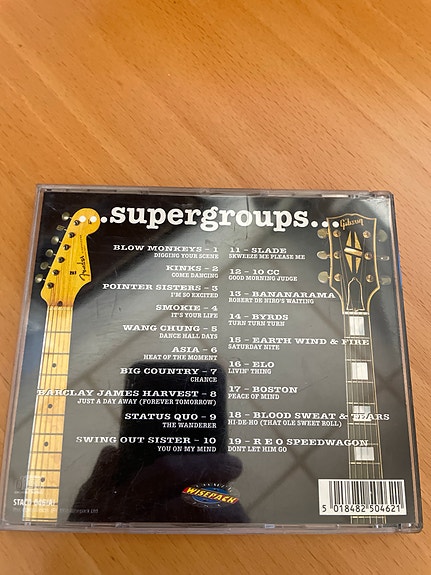 ...supergroups...
Fender
Gibson
BLOW MONKEYS – 1
DIGGING YOUR SCENE
KINKS – 2
COME DANCING
POINTER SISTERS – 3
I'M SO EXCITED
SMOKIE – 4
IT'S YOUR LIFE
WANG CHUNG – 5
DANCE HALL DAYS
ASIA – 6
HEAT OF THE MOMENT
BIG COUNTRY – 7
CHANCE
BARCLAY JAMES HARVEST – 8
JUST A DAY AWAY (FOREVER TOMORROW)
STATUS QUO – 9
THE WANDERER
SWING OUT SISTER – 10
YOU ON MY MIND
11 – SLADE
SKWEEZE ME PLEASE ME
12 – 10 CC
GOOD MORNING JUDGE
13 – BANANARAMA
ROBERT DE NIRO'S WAITING
14 – BYRDS
TURN TURN TURN
15 – EARTH WIND & FIRE
SATURDAY NITE
16 – ELO
LIVIN' THING
17 – BOSTON
PEACE OF MIND
18 – BLOOD SWEAT & TEARS
HI-DE-HO (THAT OLE SWEET ROLL)
19 – R E O SPEEDWAGON
DONT LET HIM GO
WISEPACK
5 018482 504621